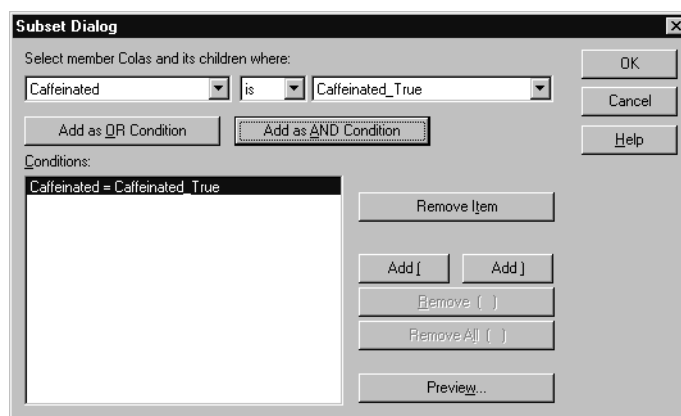 Subset Dialog
Select member Colas and its children where:
OK
Caffeinated is Caffeinated_True
Cancel
Add as OR Condition Add as AND Condition
Help
Conditions:
Caffeinated = Caffeinated_True
Remove Item
Add ( Add )
Remove ( )
Remove All ( )
Preview...